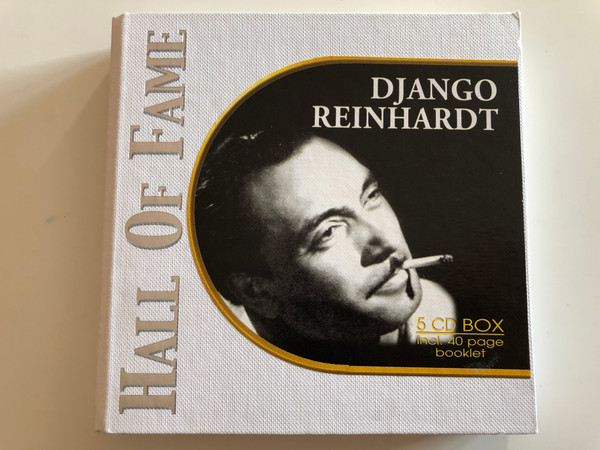 HALL OF FAME
DJANGO
REINHARDT
5 CD BOX
incl. 40 page
booklet